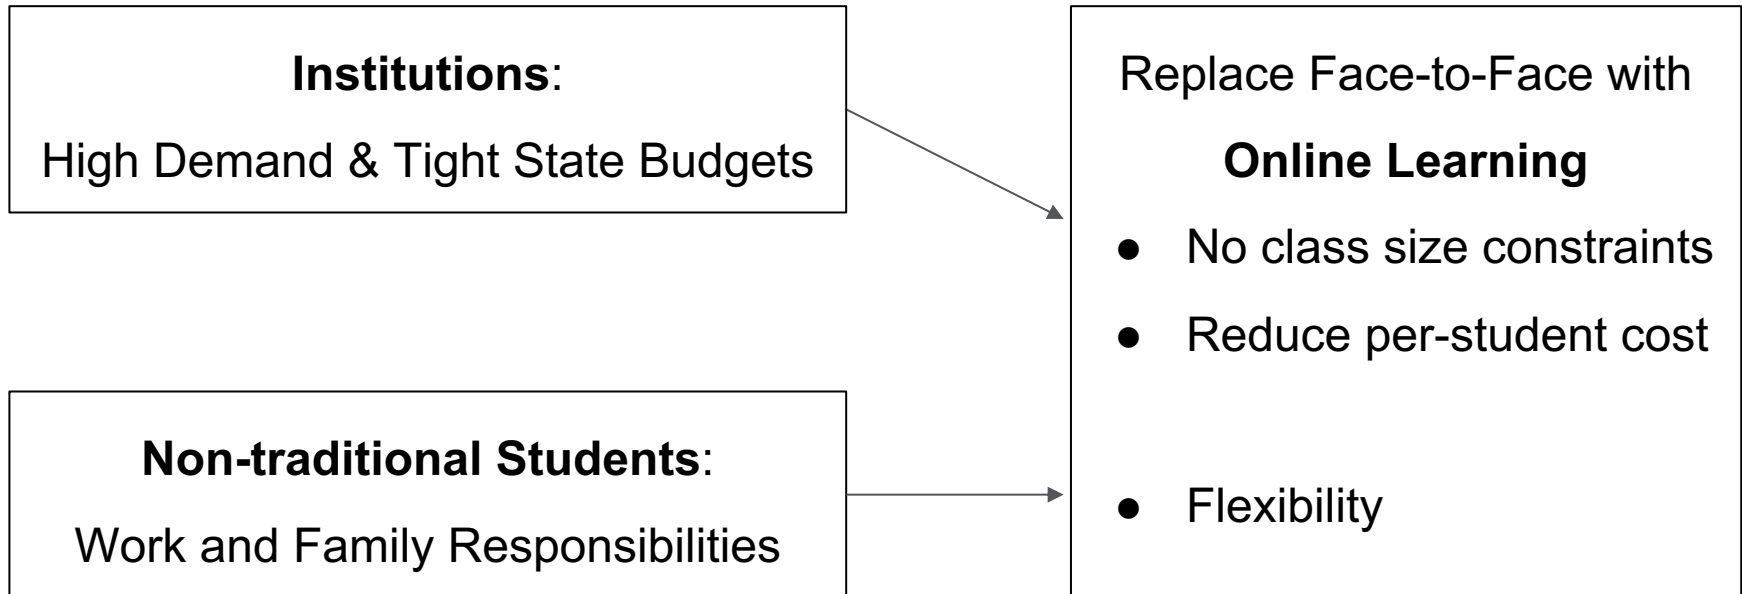 Institutions:
High Demand & Tight State Budgets
Non-traditional Students:
Work and Family Responsibilities
Replace Face-to-Face with
Online Learning
● No class size constraints
● Reduce per-student cost
● Flexibility